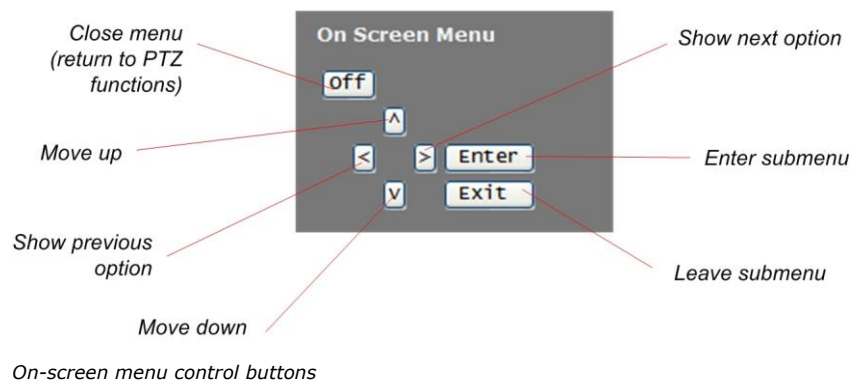 Close menu
(return to PTZ
functions)
On Screen Menu
Show next option
Off
^
Move up
<
>
Enter
Enter submenu
v
Exit
Show previous
option
Leave submenu
Move down
On-screen menu control buttons